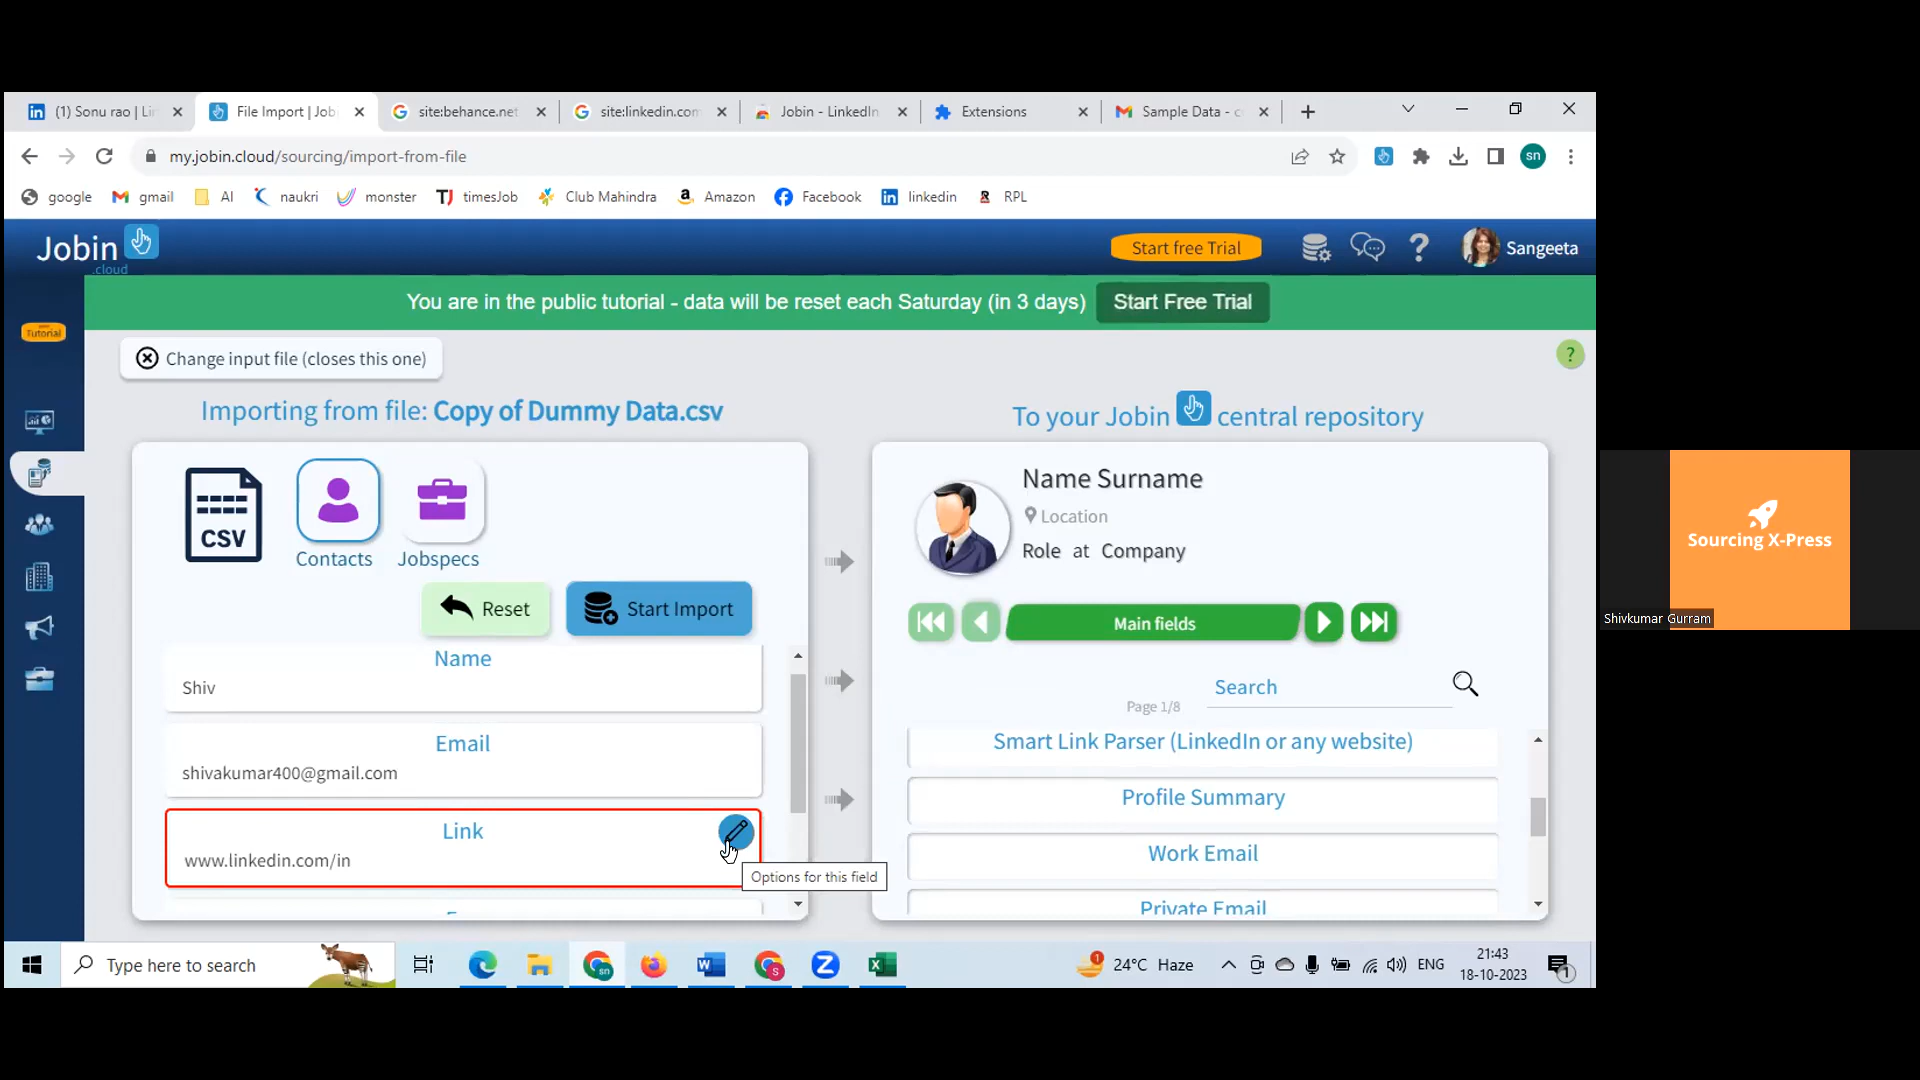 (1) Sonu rao | Li
File Import | Job
site:behance.net
site:linkedin.com
Jobin - LinkedIn
Extensions
Sample Data - c
my.jobin.cloud/sourcing/import-from-file
sn
google
gmail
AI
naukri
monster
TJ timesJob
Club Mahindra
Amazon
Facebook
linkedin
RPL
Jobin
.cloud
Start free Trial
?
Sangeeta
You are in the public tutorial - data will be reset each Saturday (in 3 days)
Start Free Trial
Tutorial
Change input file (closes this one)
?
Importing from file: Copy of Dummy Data.csv
To your Jobin central repository
CSV
Contacts
Jobspecs
Reset
Start Import
Name
Shiv
Email
shivakumar400@gmail.com
Link
www.linkedin.com/in
Options for this field
Name Surname
Location
Role at Company
Main fields
Search
Page 1/8
Smart Link Parser (LinkedIn or any website)
Profile Summary
Work Email
Private Email
Sourcing X-Press
Shivkumar Gurram
Type here to search
24°C Haze
ENG
21:43
18-10-2023
1